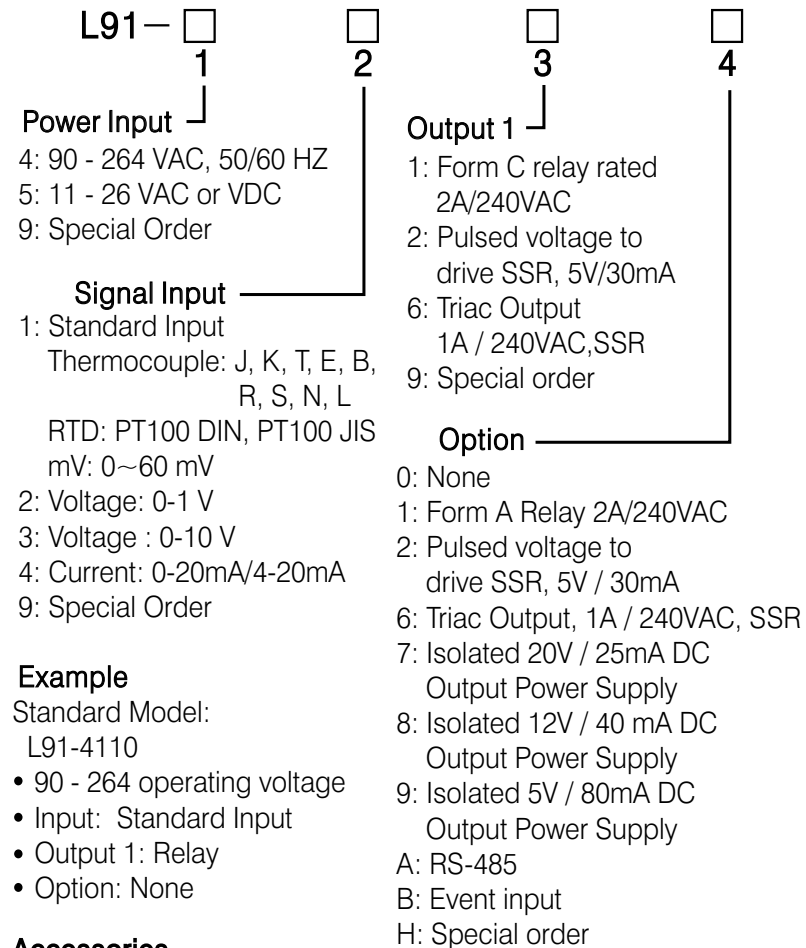 L91–
1 2 3 4
Power Input
4: 90 - 264 VAC, 50/60 HZ
5: 11 - 26 VAC or VDC
9: Special Order
Signal Input
1: Standard Input
Thermocouple: J, K, T, E, B,
R, S, N, L
RTD: PT100 DIN, PT100 JIS
mV: 0~60 mV
2: Voltage: 0-1 V
3: Voltage : 0-10 V
4: Current: 0-20mA/4-20mA
9: Special Order
Example
Standard Model:
L91-4110
• 90 - 264 operating voltage
• Input: Standard Input
• Output 1: Relay
• Option: None
Accessories
Output 1
1: Form C relay rated
2A/240VAC
2: Pulsed voltage to
drive SSR, 5V/30mA
6: Triac Output
1A / 240VAC,SSR
9: Special order
Option
0: None
1: Form A Relay 2A/240VAC
2: Pulsed voltage to
drive SSR, 5V / 30mA
6: Triac Output, 1A / 240VAC, SSR
7: Isolated 20V / 25mA DC
Output Power Supply
8: Isolated 12V / 40 mA DC
Output Power Supply
9: Isolated 5V / 80mA DC
Output Power Supply
A: RS-485
B: Event input
H: Special order